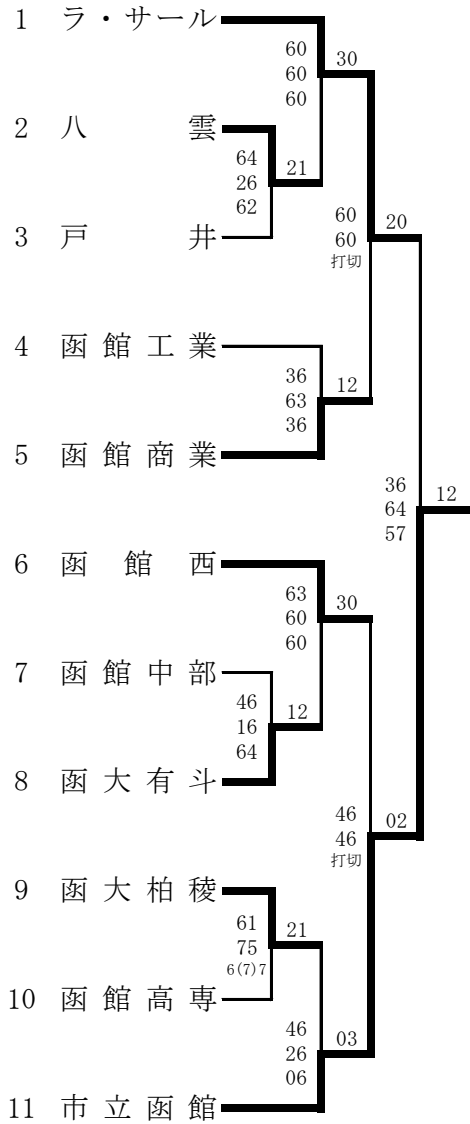 1 ラ・サール
60
60
60
30
2 八雲
64
26
62
21
3 戸井
60
60
打切
20
4 函館工業
36
63
36
12
5 函館商業
36
64
57
12
6 函館西
63
60
60
30
7 函館中部
46
16
64
12
8 函大有斗
46
46
打切
02
9 函大柏稜
61
75
6(7)7
21
10 函館高専
46
26
06
03
11 市立函館